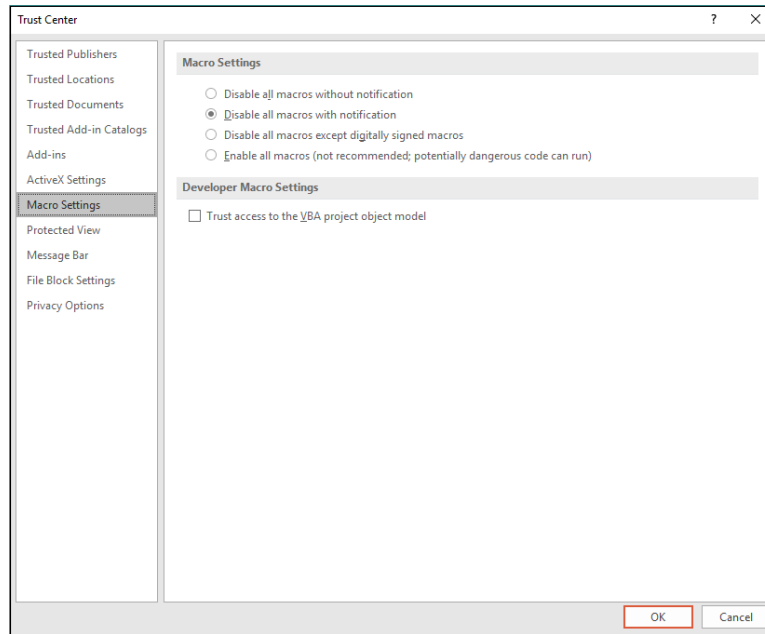 Trust Center
?
Trusted Publishers
Trusted Locations
Trusted Documents
Trusted Add-in Catalogs
Add-ins
ActiveX Settings
Macro Settings
Protected View
Message Bar
File Block Settings
Privacy Options
Macro Settings
Disable all macros without notification
Disable all macros with notification
Disable all macros except digitally signed macros
Enable all macros (not recommended; potentially dangerous code can run)
Developer Macro Settings
Trust access to the VBA project object model
OK
Cancel